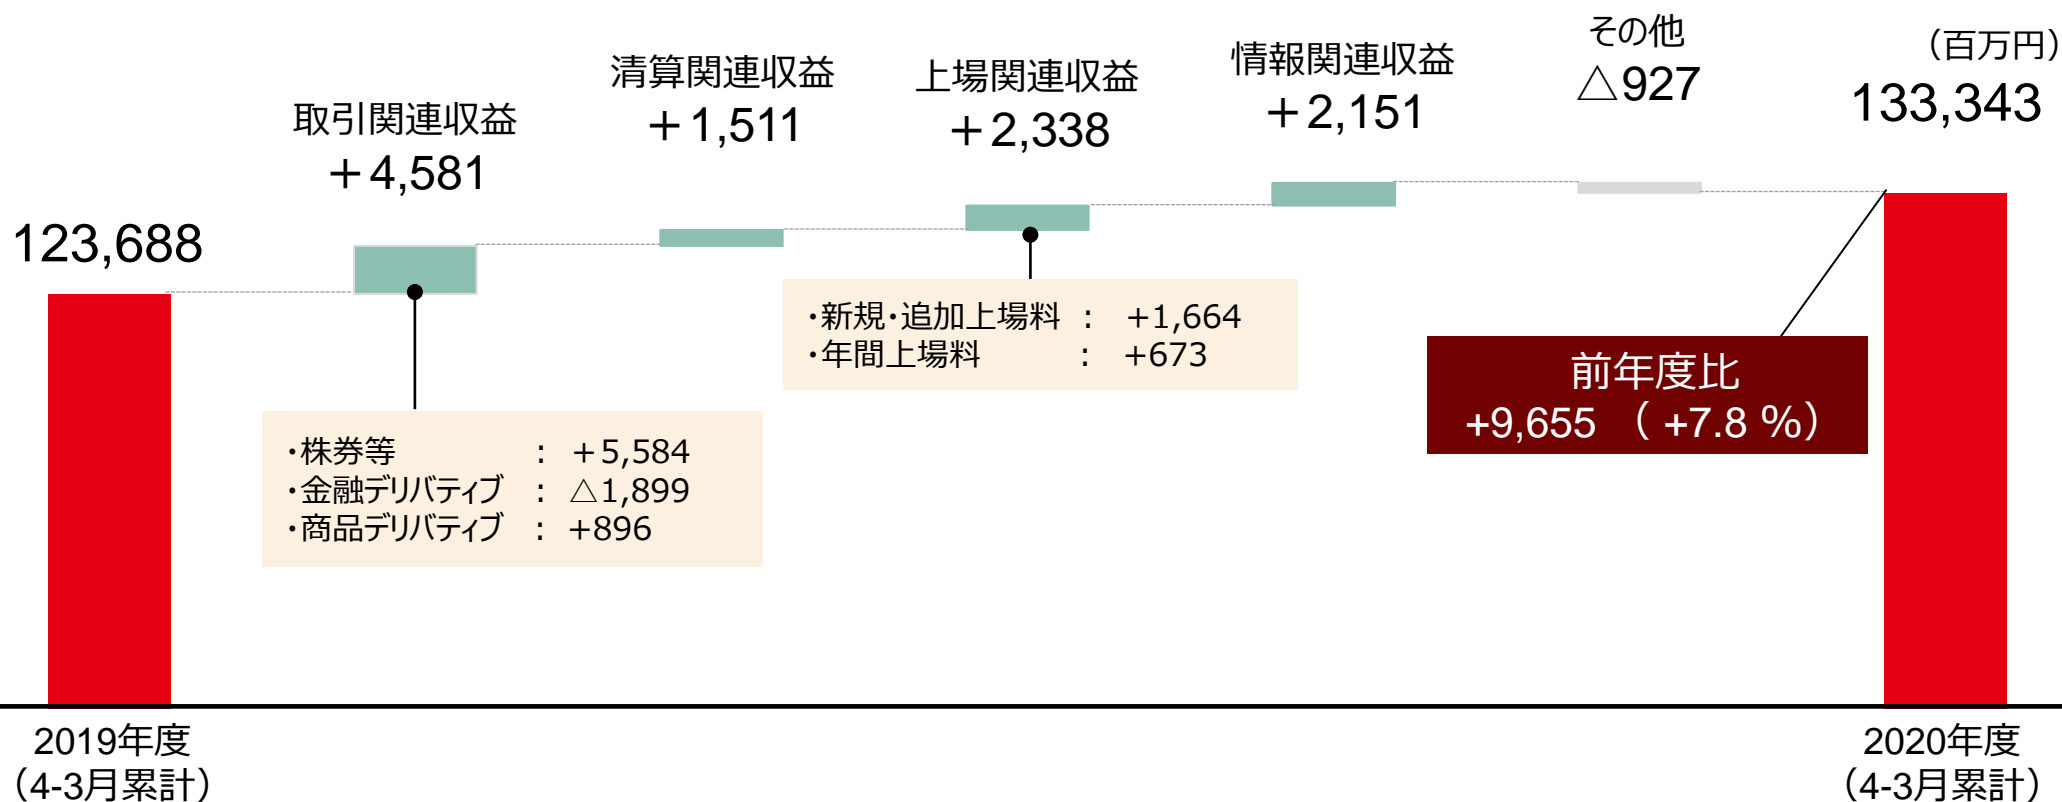 (百万円)
123,688
取引関連収益
+4,581
清算関連収益
+1,511
上場関連収益
+2,338
情報関連収益
+2,151
その他
△927
133,343
・株券等 : +5,584
・金融デリバティブ : △1,899
・商品デリバティブ : +896
・新規・追加上場料 : +1,664
・年間上場料 : +673
前年度比
+9,655 ( +7.8 %)
2019年度
(4-3月累計)
2020年度
(4-3月累計)